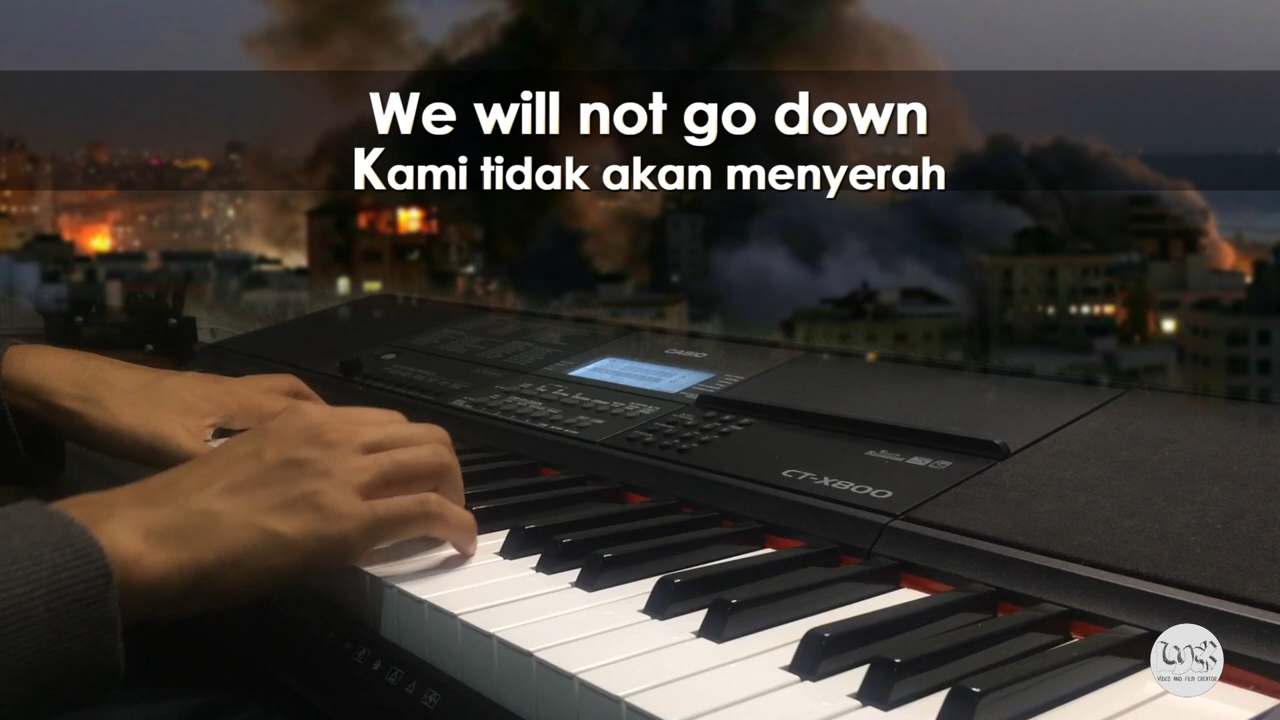 We will not go down
Kami tidak akan menyerah
CASIO
CT-X800
VIDEO AND FILM CREATOR